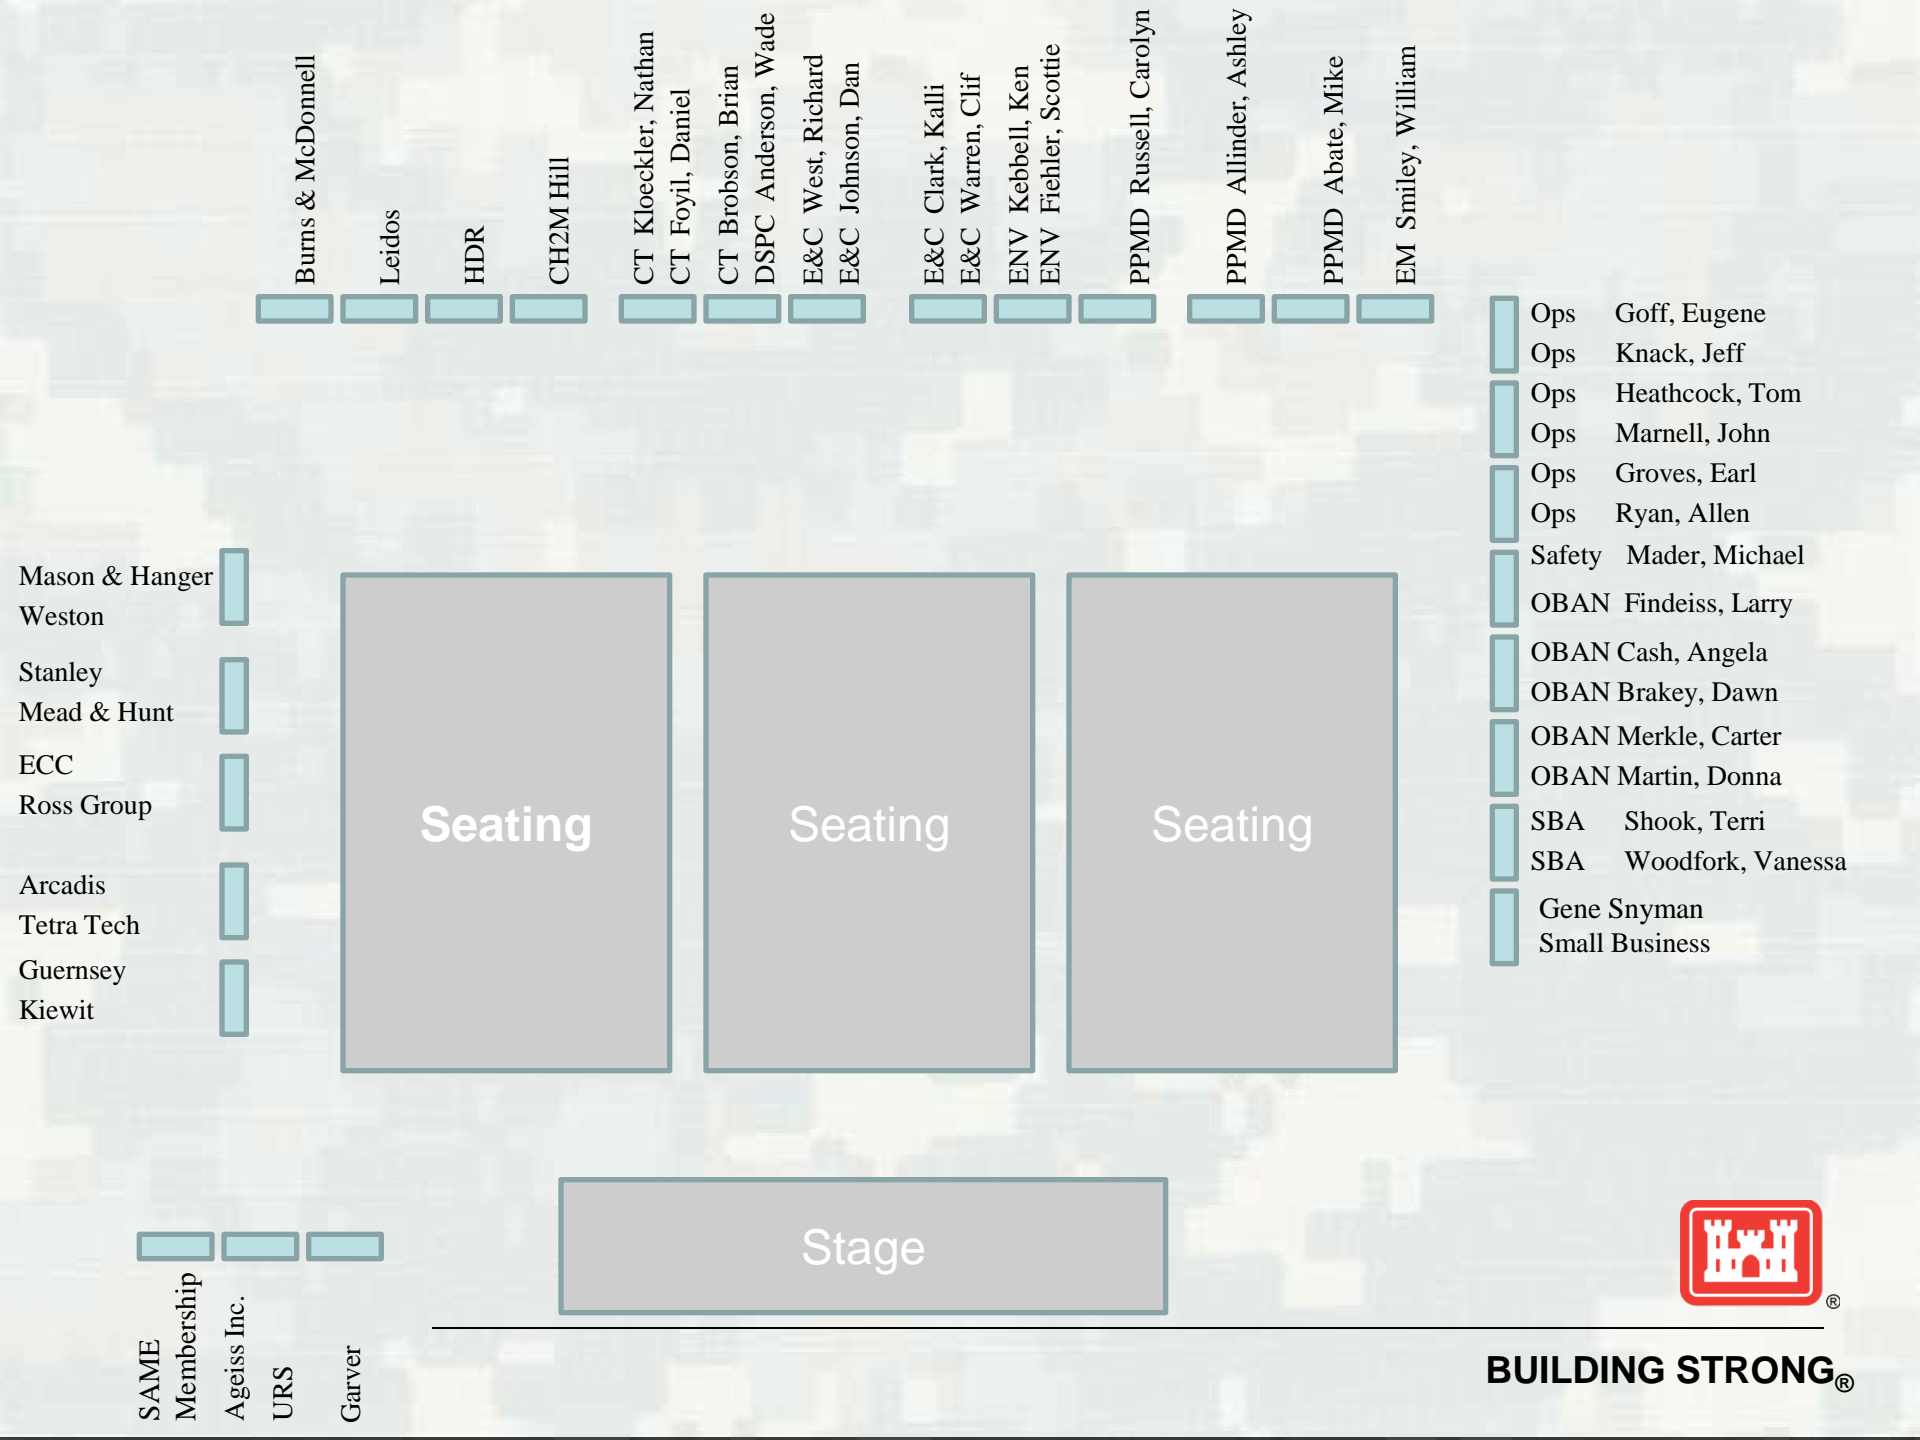 Burns & McDonnell
Leidos
HDR
CH2M Hill
CT Kloeckler, Nathan
CT Foyil, Daniel
CT Brobson, Brian
DSPC Anderson, Wade
E&C West, Richard
E&C Johnson, Dan
E&C Clark, Kalli
E&C Warren, Clif
ENV Kebbell, Ken
ENV Fiehler, Scottie
PPMD Russell, Carolyn
PPMD Allinder, Ashley
PPMD Abate, Mike
EM Smiley, William
Ops Goff, Eugene
Ops Knack, Jeff
Ops Heathcock, Tom
Ops Marnell, John
Ops Groves, Earl
Ops Ryan, Allen
Safety Mader, Michael
OBAN Findeiss, Larry
OBAN Cash, Angela
OBAN Brakey, Dawn
OBAN Merkle, Carter
OBAN Martin, Donna
SBA Shook, Terri
SBA Woodfork, Vanessa
Gene Snyman
Small Business
Mason & Hanger
Weston
Stanley
Mead & Hunt
ECC
Ross Group
Arcadis
Tetra Tech
Guernsey
Kiewit
Seating
Seating
Seating
Stage
SAME
Membership
Ageiss Inc.
URS
Garver
®
BUILDING STRONG®